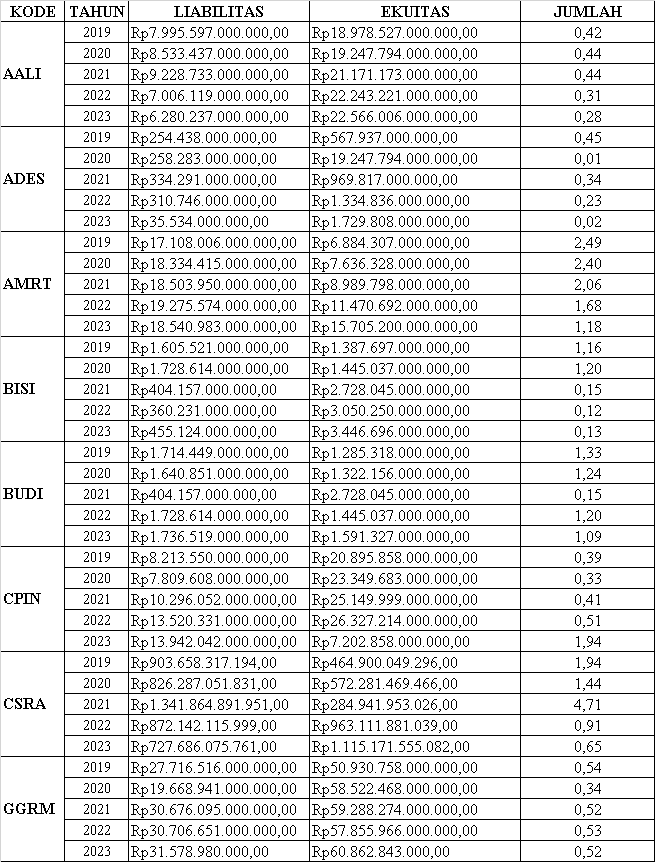 KODE TAHUN LIABILITAS EKUITAS JUMLAH
AALI
2019 Rp7.995.597.000.000,00 Rp18.978.527.000.000,00 0,42
2020 Rp8.533.437.000.000,00 Rp19.247.794.000.000,00 0,44
2021 Rp9.228.733.000.000,00 Rp21.171.173.000.000,00 0,44
2022 Rp7.006.119.000.000,00 Rp22.243.221.000.000,00 0,31
2023 Rp6.280.237.000.000,00 Rp22.566.006.000.000,00 0,28
ADES
2019 Rp254.438.000.000,00 Rp567.937.000.000,00 0,45
2020 Rp258.283.000.000,00 Rp19.247.794.000.000,00 0,01
2021 Rp334.291.000.000,00 Rp969.817.000.000,00 0,34
2022 Rp310.746.000.000,00 Rp1.334.836.000.000,00 0,23
2023 Rp35.534.000.000,00 Rp1.729.808.000.000,00 0,02
AMRT
2019 Rp17.108.006.000.000,00 Rp6.884.307.000.000,00 2,49
2020 Rp18.334.415.000.000,00 Rp7.636.328.000.000,00 2,40
2021 Rp18.503.950.000.000,00 Rp8.989.798.000.000,00 2,06
2022 Rp19.275.574.000.000,00 Rp11.470.692.000.000,00 1,68
2023 Rp18.540.983.000.000,00 Rp15.705.200.000.000,00 1,18
BISI
2019 Rp1.605.521.000.000,00 Rp1.387.697.000.000,00 1,16
2020 Rp1.728.614.000.000,00 Rp1.445.037.000.000,00 1,20
2021 Rp404.157.000.000,00 Rp2.728.045.000.000,00 0,15
2022 Rp360.231.000.000,00 Rp3.050.250.000.000,00 0,12
2023 Rp455.124.000.000,00 Rp3.446.696.000.000,00 0,13
BUDI
2019 Rp1.714.449.000.000,00 Rp1.285.318.000.000,00 1,33
2020 Rp1.640.851.000.000,00 Rp1.322.156.000.000,00 1,24
2021 Rp404.157.000.000,00 Rp2.728.045.000.000,00 0,15
2022 Rp1.728.614.000.000,00 Rp1.445.037.000.000,00 1,20
2023 Rp1.736.519.000.000,00 Rp1.591.327.000.000,00 1,09
CPIN
2019 Rp8.213.550.000.000,00 Rp20.895.858.000.000,00 0,39
2020 Rp7.809.608.000.000,00 Rp23.349.683.000.000,00 0,33
2021 Rp10.296.052.000.000,00 Rp25.149.999.000.000,00 0,41
2022 Rp13.520.331.000.000,00 Rp26.327.214.000.000,00 0,51
2023 Rp13.942.042.000.000,00 Rp7.202.858.000.000,00 1,94
CSRA
2019 Rp903.658.317.194,00 Rp464.900.049.296,00 1,94
2020 Rp826.287.051.831,00 Rp572.281.469.466,00 1,44
2021 Rp1.341.864.891.951,00 Rp284.941.953.026,00 4,71
2022 Rp872.142.115.999,00 Rp963.111.881.039,00 0,91
2023 Rp727.686.075.761,00 Rp1.115.171.555.082,00 0,65
GGRM
2019 Rp27.716.516.000.000,00 Rp50.930.758.000.000,00 0,54
2020 Rp19.668.941.000.000,00 Rp58.522.468.000.000,00 0,34
2021 Rp30.676.095.000.000,00 Rp59.288.274.000.000,00 0,52
2022 Rp30.706.651.000.000,00 Rp57.855.966.000.000,00 0,53
2023 Rp31.578.980.000,00 Rp60.862.843.000,00 0,52